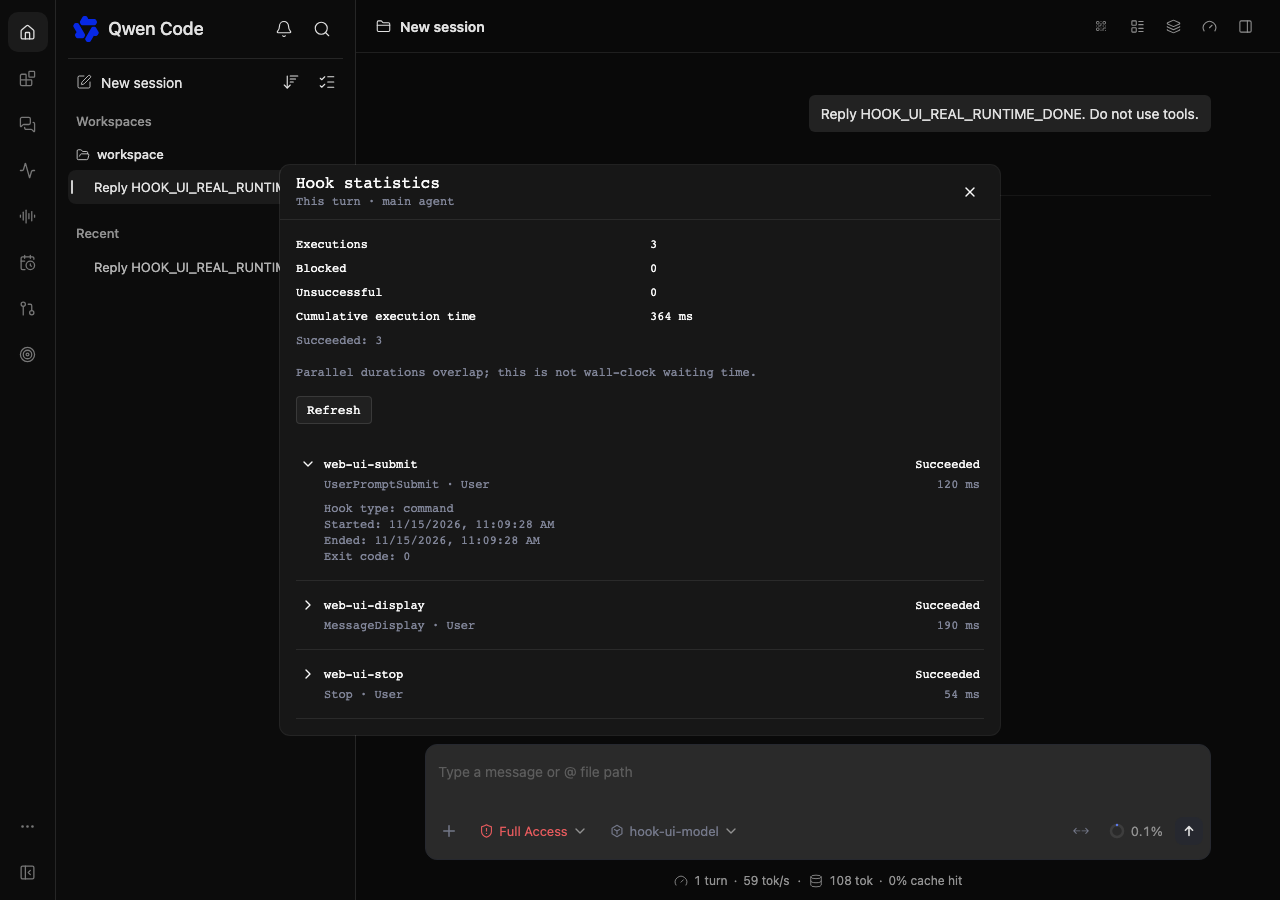 Qwen Code
New session
Workspaces
workspace
Reply HOOK_UI_REAL_RUNTIM
Recent
Reply HOOK_UI_REAL_RUNTIM
New session
Reply HOOK_UI_REAL_RUNTIME_DONE. Do not use tools.
Hook statistics
This turn · main agent
Executions 3
Blocked 0
Unsuccessful 0
Cumulative execution time 364 ms
Succeeded: 3
Parallel durations overlap; this is not wall-clock waiting time.
Refresh
web-ui-submit Succeeded
UserPromptSubmit · User 120 ms
Hook type: command
Started: 11/15/2026, 11:09:28 AM
Ended: 11/15/2026, 11:09:28 AM
Exit code: 0
web-ui-display Succeeded
MessageDisplay · User 190 ms
web-ui-stop Succeeded
Stop · User 54 ms
Type a message or @ file path
Full Access hook-ui-model 0.1%
1 turn · 59 tok/s · 108 tok · 0% cache hit